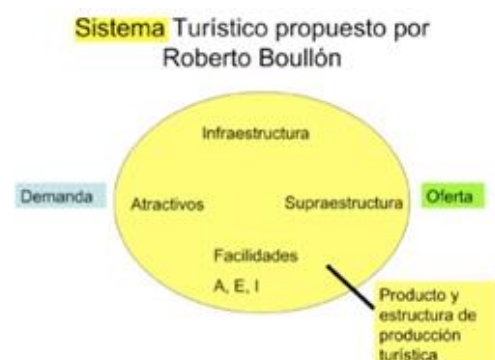 Sistema Turístico propuesto por
Roberto Boullón
Infraestructura
Demanda
Atractivos
Supraestructura
Oferta
Facilidades
A, E, I
Producto y
estructura de
producción
turística